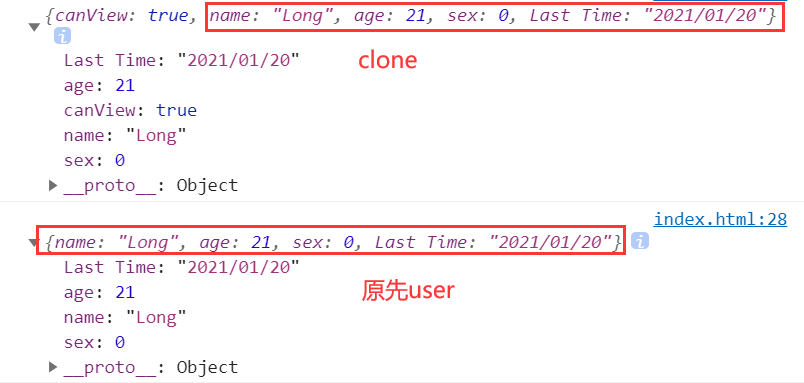 {canView: true, name: "Long", age: 21, sex: 0, Last Time: "2021/01/20"}
i
Last Time: "2021/01/20"
clone
age: 21
canView: true
name: "Long"
sex: 0
__proto__: Object
index.html:28
{name: "Long", age: 21, sex: 0, Last Time: "2021/01/20"} i
Last Time: "2021/01/20"
age: 21
原先user
name: "Long"
sex: 0
__proto__: Object